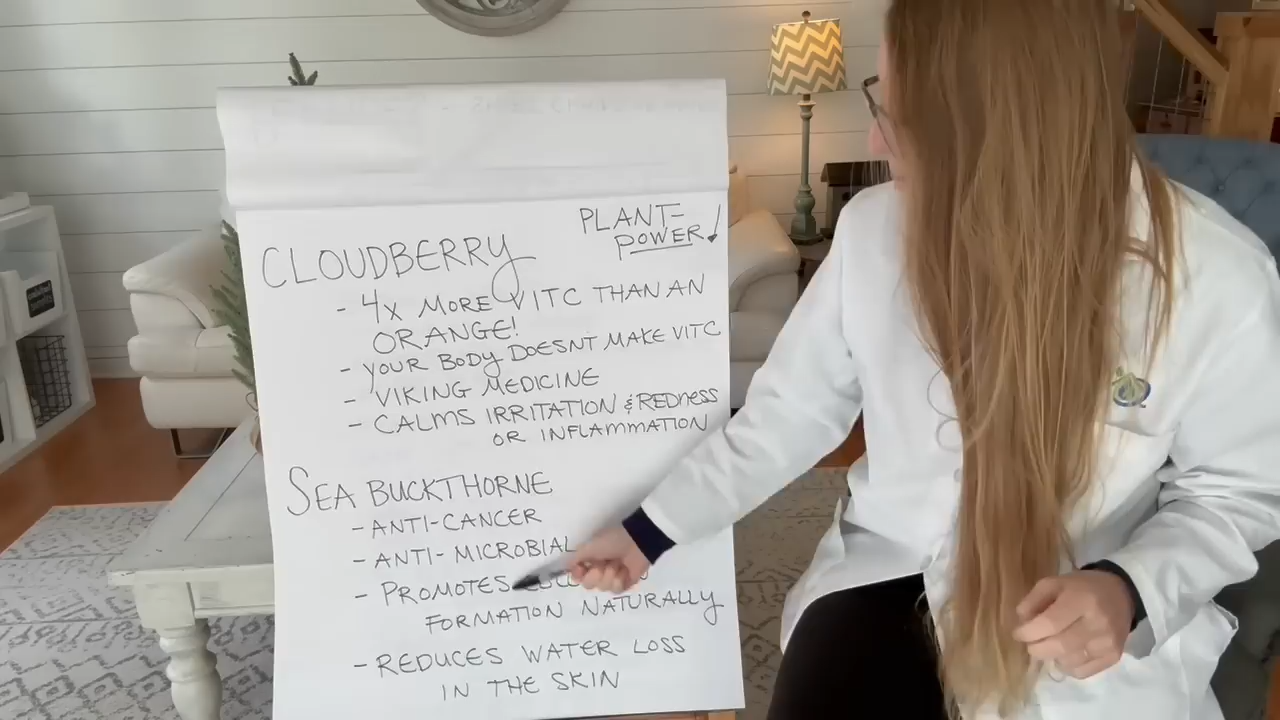 PLANT-
POWER!
CLOUDBERRY
- 4X MORE VITC THAN AN
ORANGE!
- YOUR BODY DOESNT MAKE VITC
- VIKING MEDICINE
- CALMS IRRITATION & REDNESS
OR INFLAMMATION
SEA BUCKTHORNE
- ANTI-CANCER
- ANTI-MICROBIAL
- PROMOTES
FORMATION NATURALLY
- REDUCES WATER LOSS
IN THE SKIN